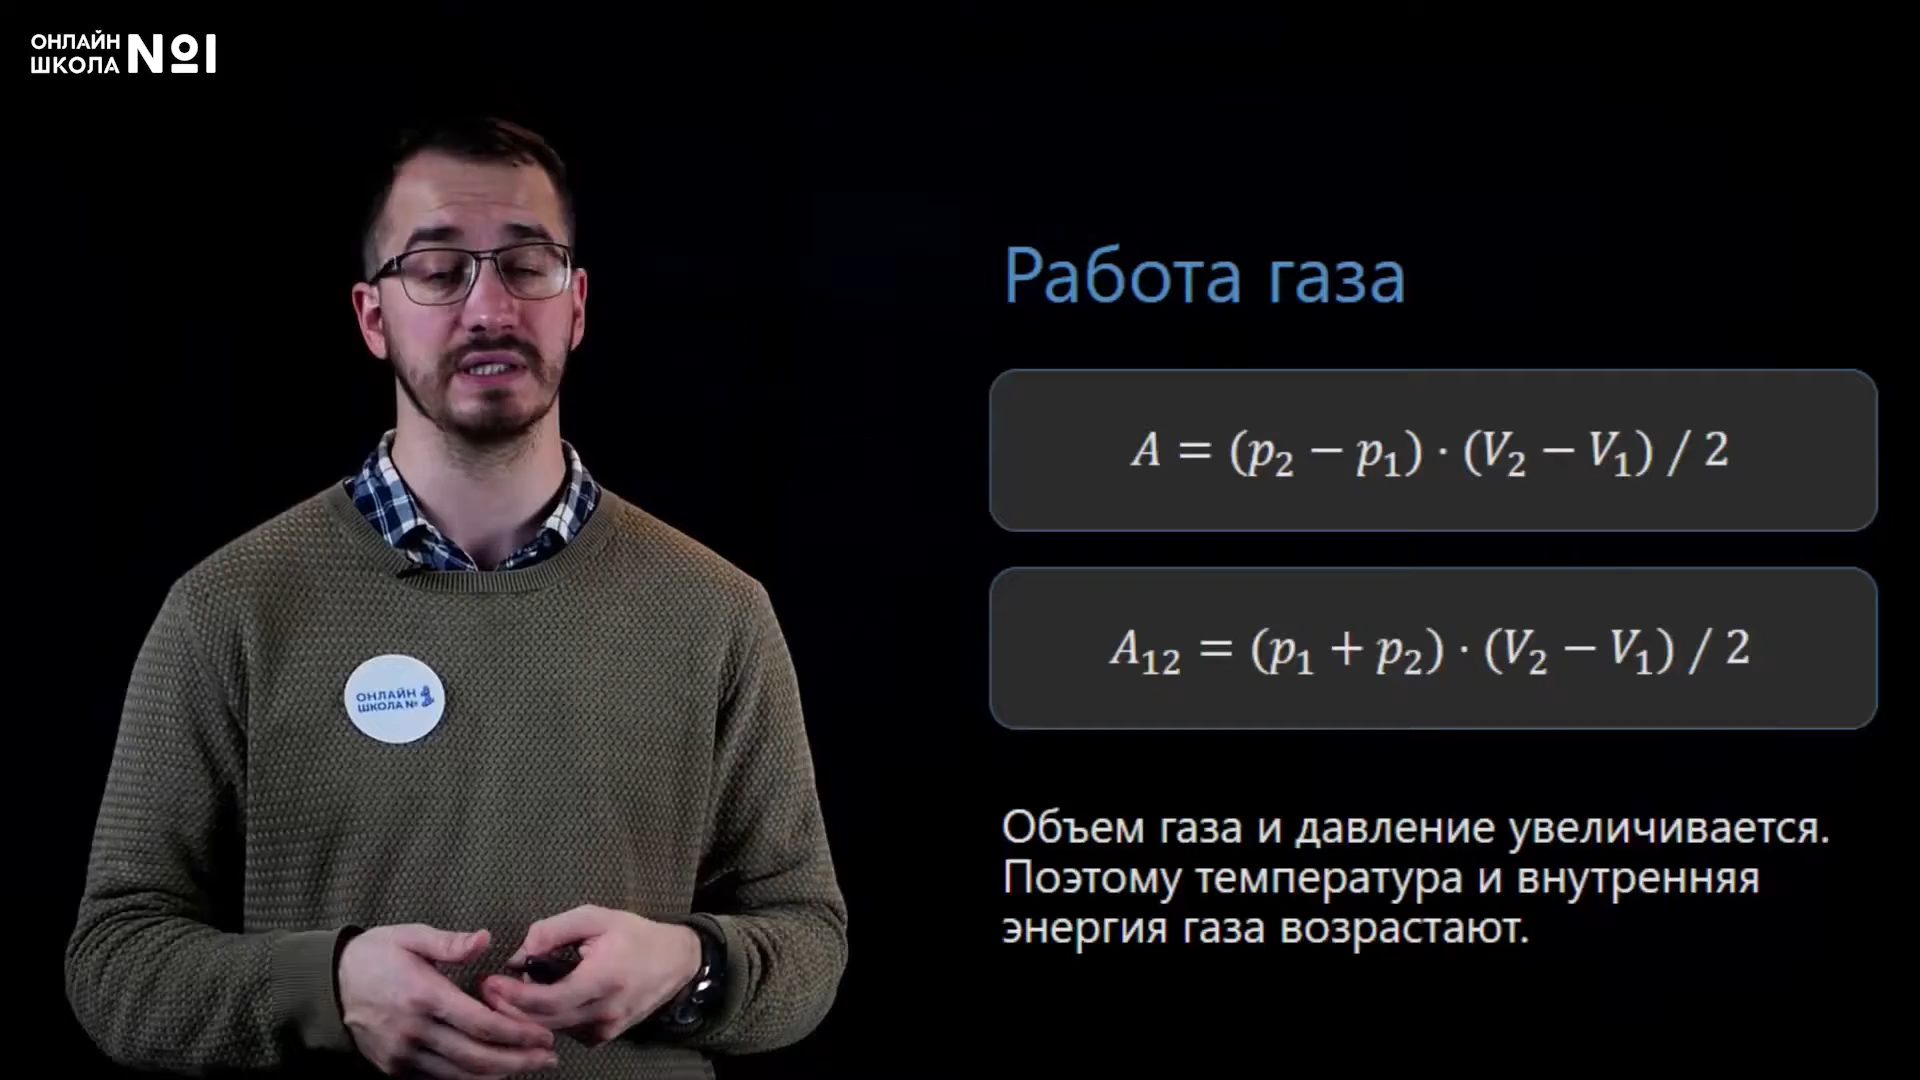 ОНЛАЙН
ШКОЛА №1
Работа газа
A = (p₂ − p₁) · (V₂ − V₁) / 2
A₁₂ = (p₁ + p₂) · (V₂ − V₁) / 2
Объем газа и давление увеличивается.
Поэтому температура и внутренняя
энергия газа возрастают.
ОНЛАЙН
ШКОЛА №1